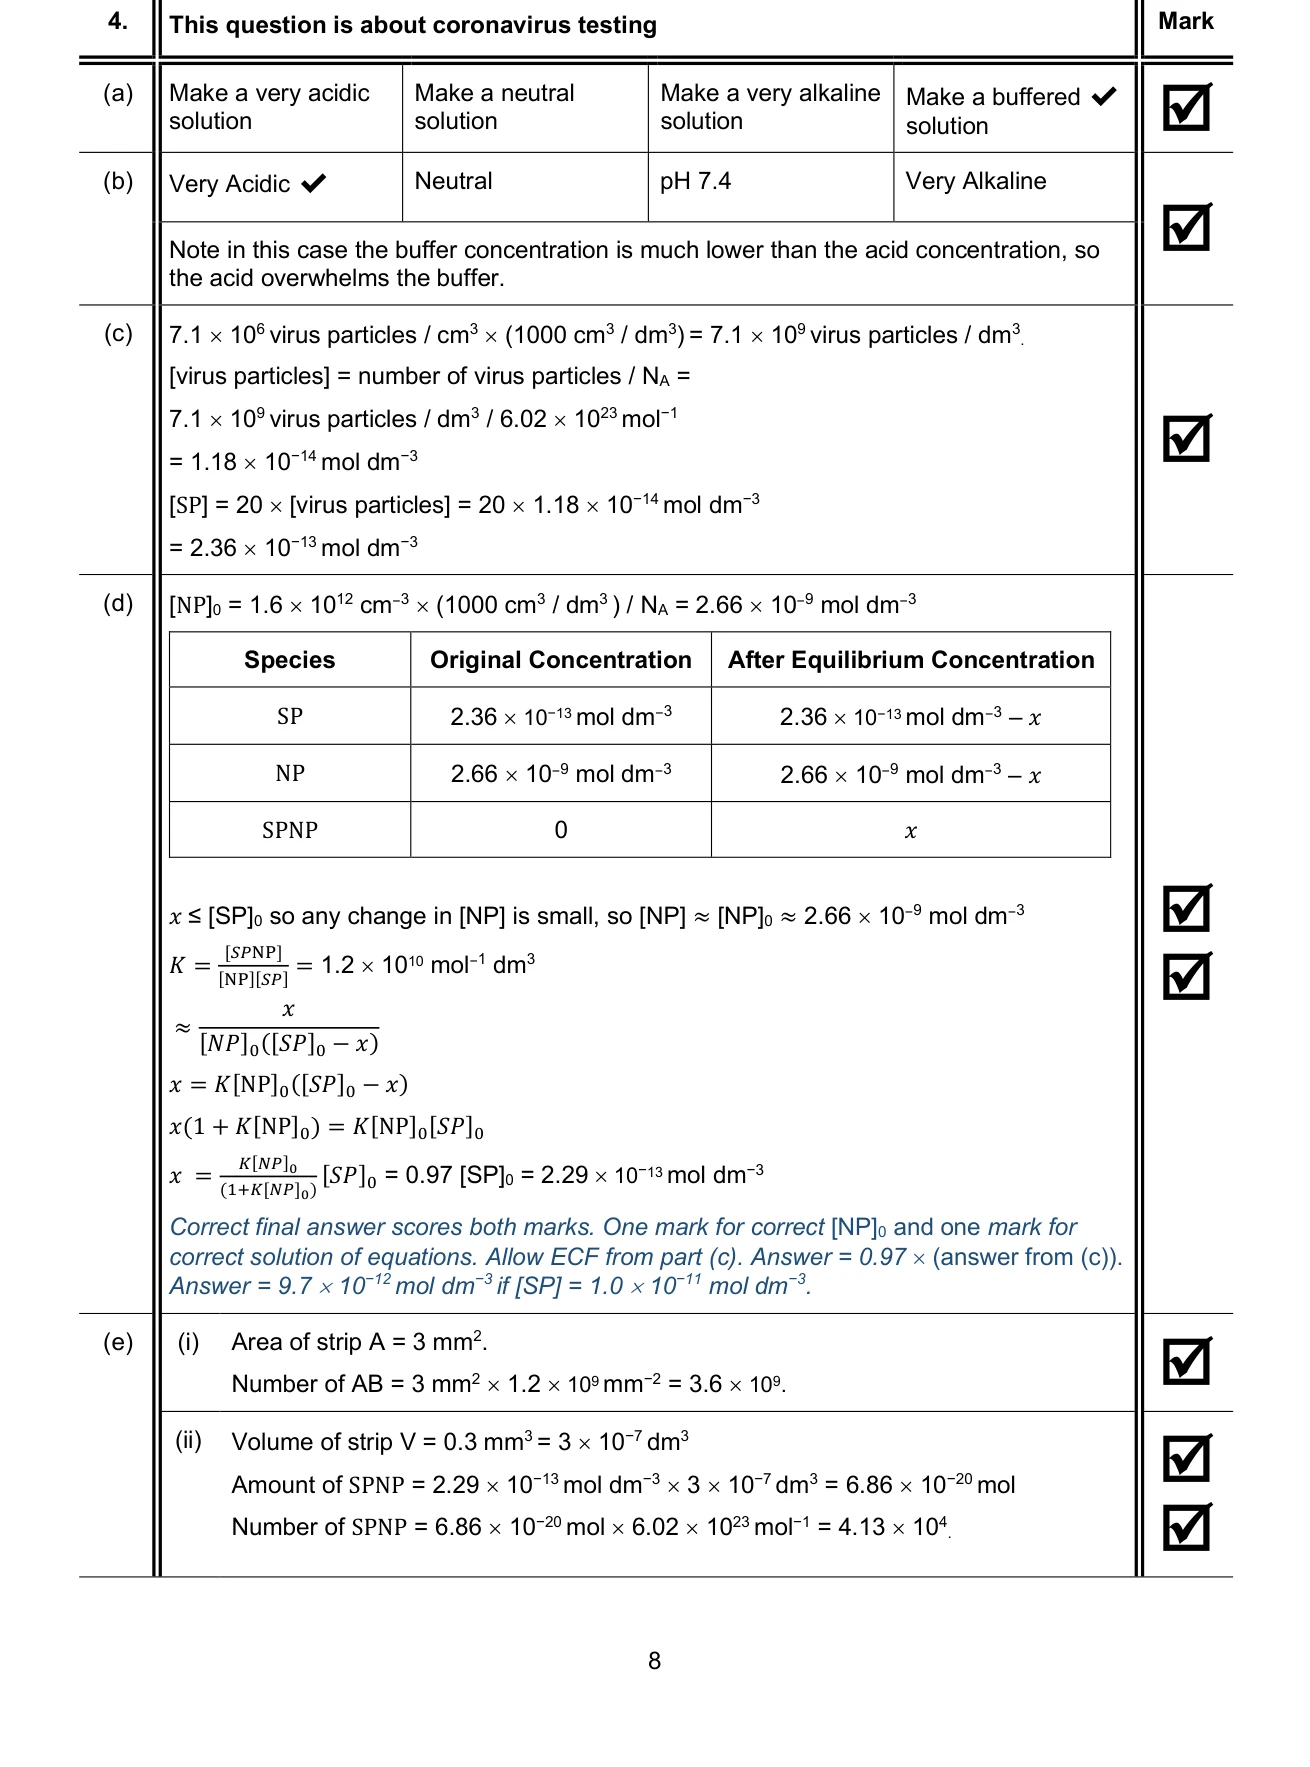 4. This question is about coronavirus testing Mark
(a) Make a very acidic solution Make a neutral solution Make a very alkaline solution Make a buffered ✔ solution ☑
(b) Very Acidic ✔ Neutral pH 7.4 Very Alkaline ☑
Note in this case the buffer concentration is much lower than the acid concentration, so
the acid overwhelms the buffer.
(c) 7.1 × 10⁶ virus particles / cm³ × (1000 cm³ / dm³) = 7.1 × 10⁹ virus particles / dm³.
[virus particles] = number of virus particles / N_A =
7.1 × 10⁹ virus particles / dm³ / 6.02 × 10²³ mol⁻¹
= 1.18 × 10⁻¹⁴ mol dm⁻³
[SP] = 20 × [virus particles] = 20 × 1.18 × 10⁻¹⁴ mol dm⁻³
= 2.36 × 10⁻¹³ mol dm⁻³
(d) [NP]₀ = 1.6 × 10¹² cm⁻³ × (1000 cm³ / dm³ ) / N_A = 2.66 × 10⁻⁹ mol dm⁻³
Species Original Concentration After Equilibrium Concentration
SP 2.36 × 10⁻¹³ mol dm⁻³ 2.36 × 10⁻¹³ mol dm⁻³ – x
NP 2.66 × 10⁻⁹ mol dm⁻³ 2.66 × 10⁻⁹ mol dm⁻³ – x
SPNP 0 x
x ≤ [SP]₀ so any change in [NP] is small, so [NP] ≈ [NP]₀ ≈ 2.66 × 10⁻⁹ mol dm⁻³
K = [SPNP] / [NP][SP] = 1.2 × 10¹⁰ mol⁻¹ dm³
≈ x / [NP]₀([SP]₀ − x)
x = K[NP]₀([SP]₀ − x)
x(1 + K[NP]₀) = K[NP]₀[SP]₀
x = K[NP]₀ / (1+K[NP]₀) [SP]₀ = 0.97 [SP]₀ = 2.29 × 10⁻¹³ mol dm⁻³
Correct final answer scores both marks. One mark for correct [NP]₀ and one mark for
correct solution of equations. Allow ECF from part (c). Answer = 0.97 × (answer from (c)).
Answer = 9.7 × 10⁻¹² mol dm⁻³ if [SP] = 1.0 × 10⁻¹¹ mol dm⁻³.
(e) (i) Area of strip A = 3 mm².
Number of AB = 3 mm² × 1.2 × 10⁹ mm⁻² = 3.6 × 10⁹.
(ii) Volume of strip V = 0.3 mm³ = 3 × 10⁻⁷ dm³
Amount of SPNP = 2.29 × 10⁻¹³ mol dm⁻³ × 3 × 10⁻⁷ dm³ = 6.86 × 10⁻²⁰ mol
Number of SPNP = 6.86 × 10⁻²⁰ mol × 6.02 × 10²³ mol⁻¹ = 4.13 × 10⁴.
8